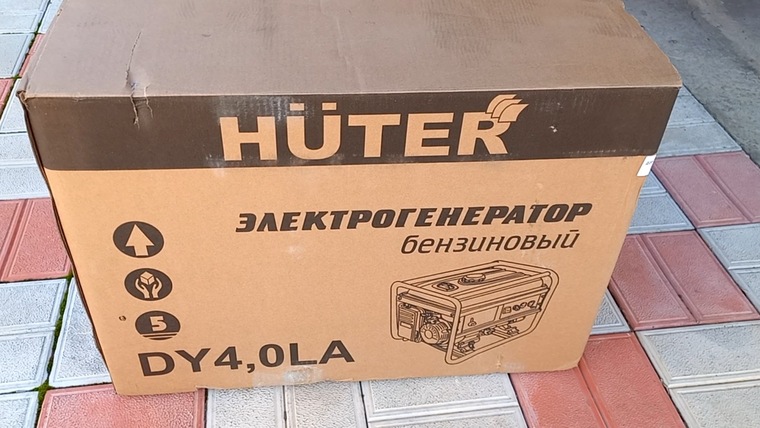 HÜTER
ЭЛЕКТРОГЕНЕРАТОР
бензиновый
5
DY4,0LA